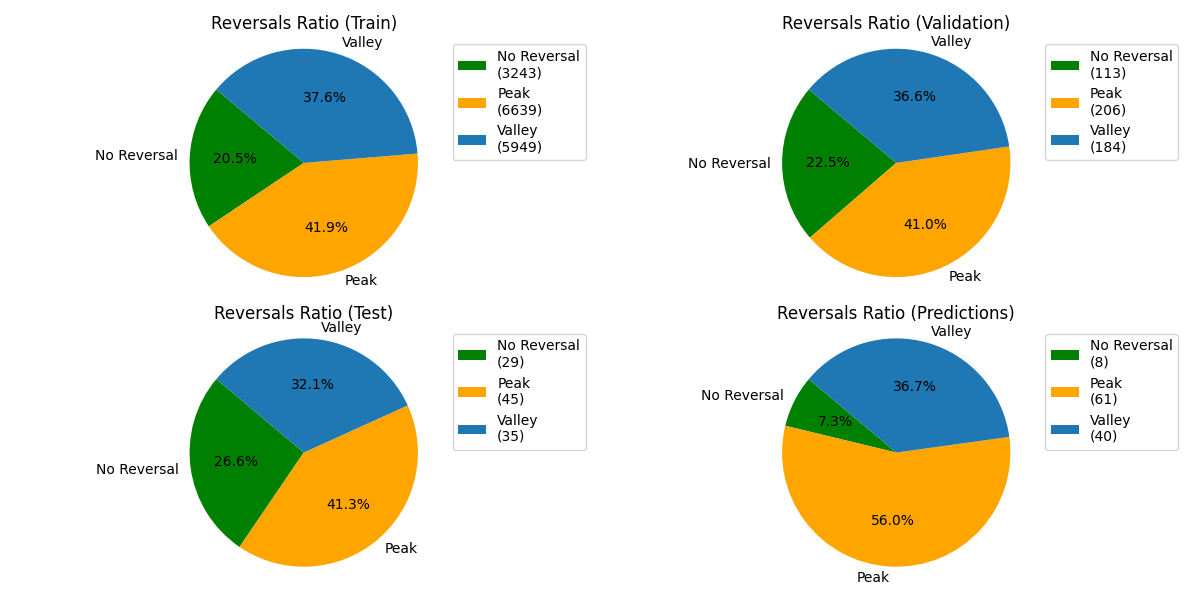 Reversals Ratio (Train)
Valley
37.6%
No Reversal
20.5%
41.9%
Peak
No Reversal
(3243)
Peak
(6639)
Valley
(5949)
Reversals Ratio (Validation)
Valley
36.6%
No Reversal
22.5%
41.0%
Peak
No Reversal
(113)
Peak
(206)
Valley
(184)
Reversals Ratio (Test)
Valley
32.1%
No Reversal
26.6%
41.3%
Peak
No Reversal
(29)
Peak
(45)
Valley
(35)
Reversals Ratio (Predictions)
Valley
36.7%
No Reversal
7.3%
56.0%
Peak
No Reversal
(8)
Peak
(61)
Valley
(40)